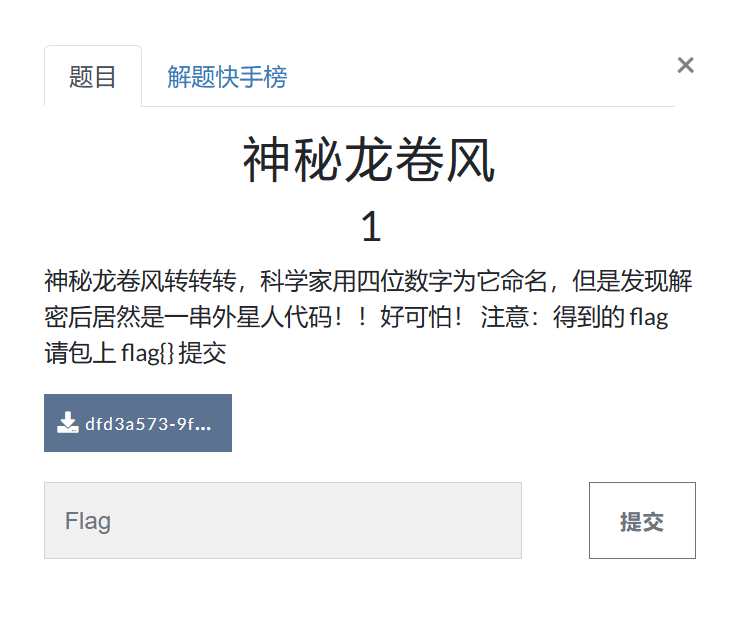 题目
解题快手榜
×
神秘龙卷风
1
神秘龙卷风转转转，科学家用四位数字为它命名，但是发现解
密后居然是一串外星人代码！！好可怕！ 注意：得到的 flag
请包上 flag{} 提交
dfd3a573-9f...
Flag
提交